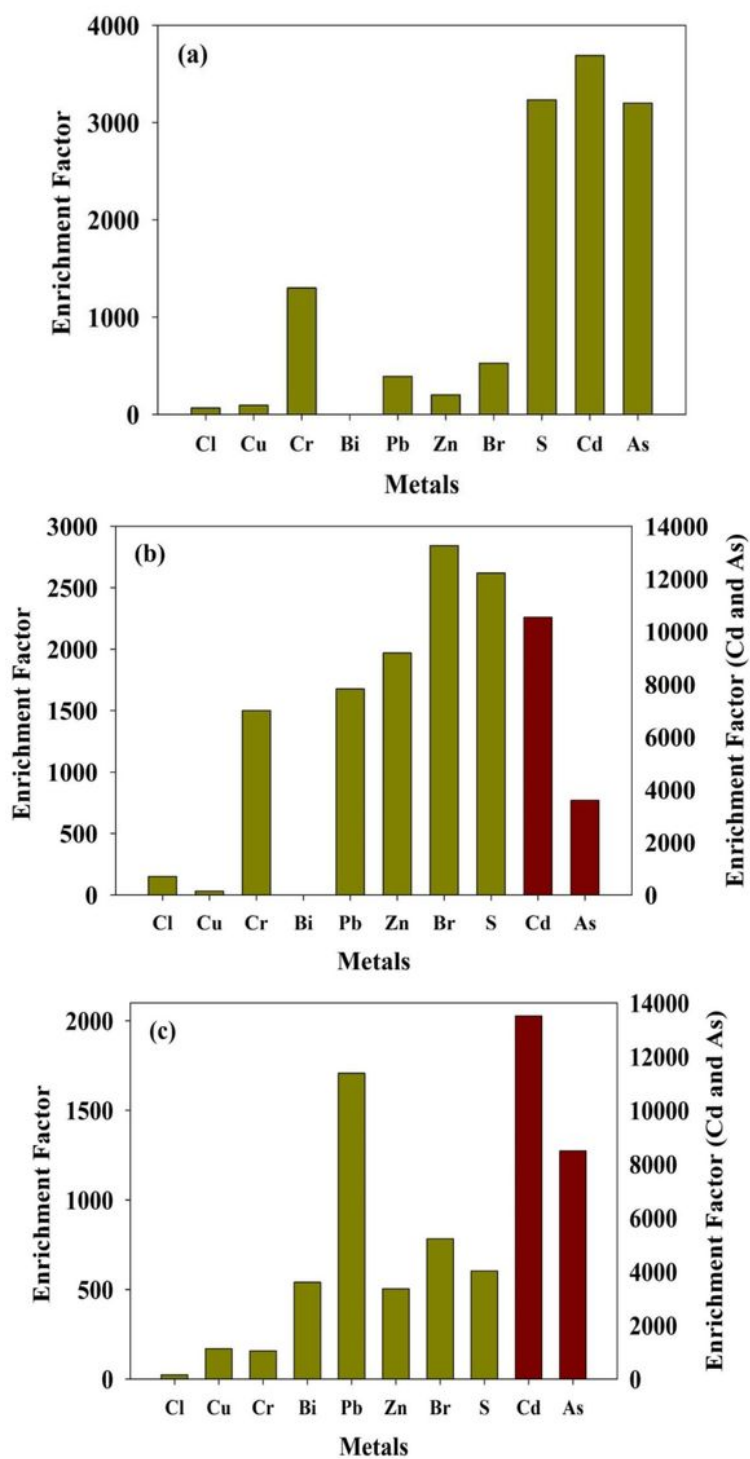 (a)
Enrichment Factor
4000
3000
2000
1000
0
Cl Cu Cr Bi Pb Zn Br S Cd As
Metals
(b)
Enrichment Factor
3000
2500
2000
1500
1000
500
0
Enrichment Factor (Cd and As)
14000
12000
10000
8000
6000
4000
2000
0
Cl Cu Cr Bi Pb Zn Br S Cd As
Metals
(c)
Enrichment Factor
2000
1500
1000
500
0
Enrichment Factor (Cd and As)
14000
12000
10000
8000
6000
4000
2000
0
Cl Cu Cr Bi Pb Zn Br S Cd As
Metals